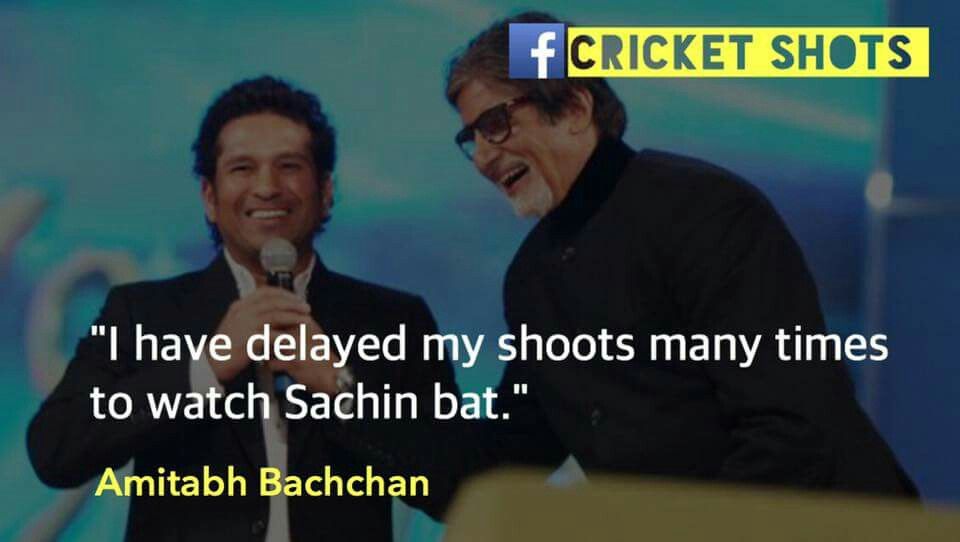 f CRICKET SHOTS
"I have delayed my shoots many times
to watch Sachin bat."
Amitabh Bachchan